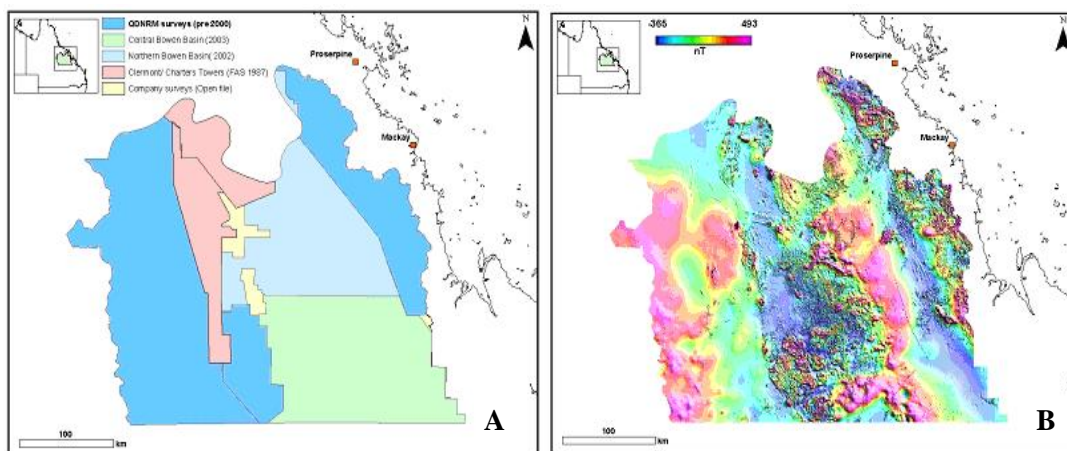 QDNRM surveys (pre 2000)
Central Bowen Basin (2003)
Northern Bowen Basin( 2002)
Clermont/ Charters Towers (FAS 1987)
Company surveys (Open file)
N
Proserpine
Mackay
100
km
A
-365 493
nT
N
Proserpine
Mackay
100
km
B